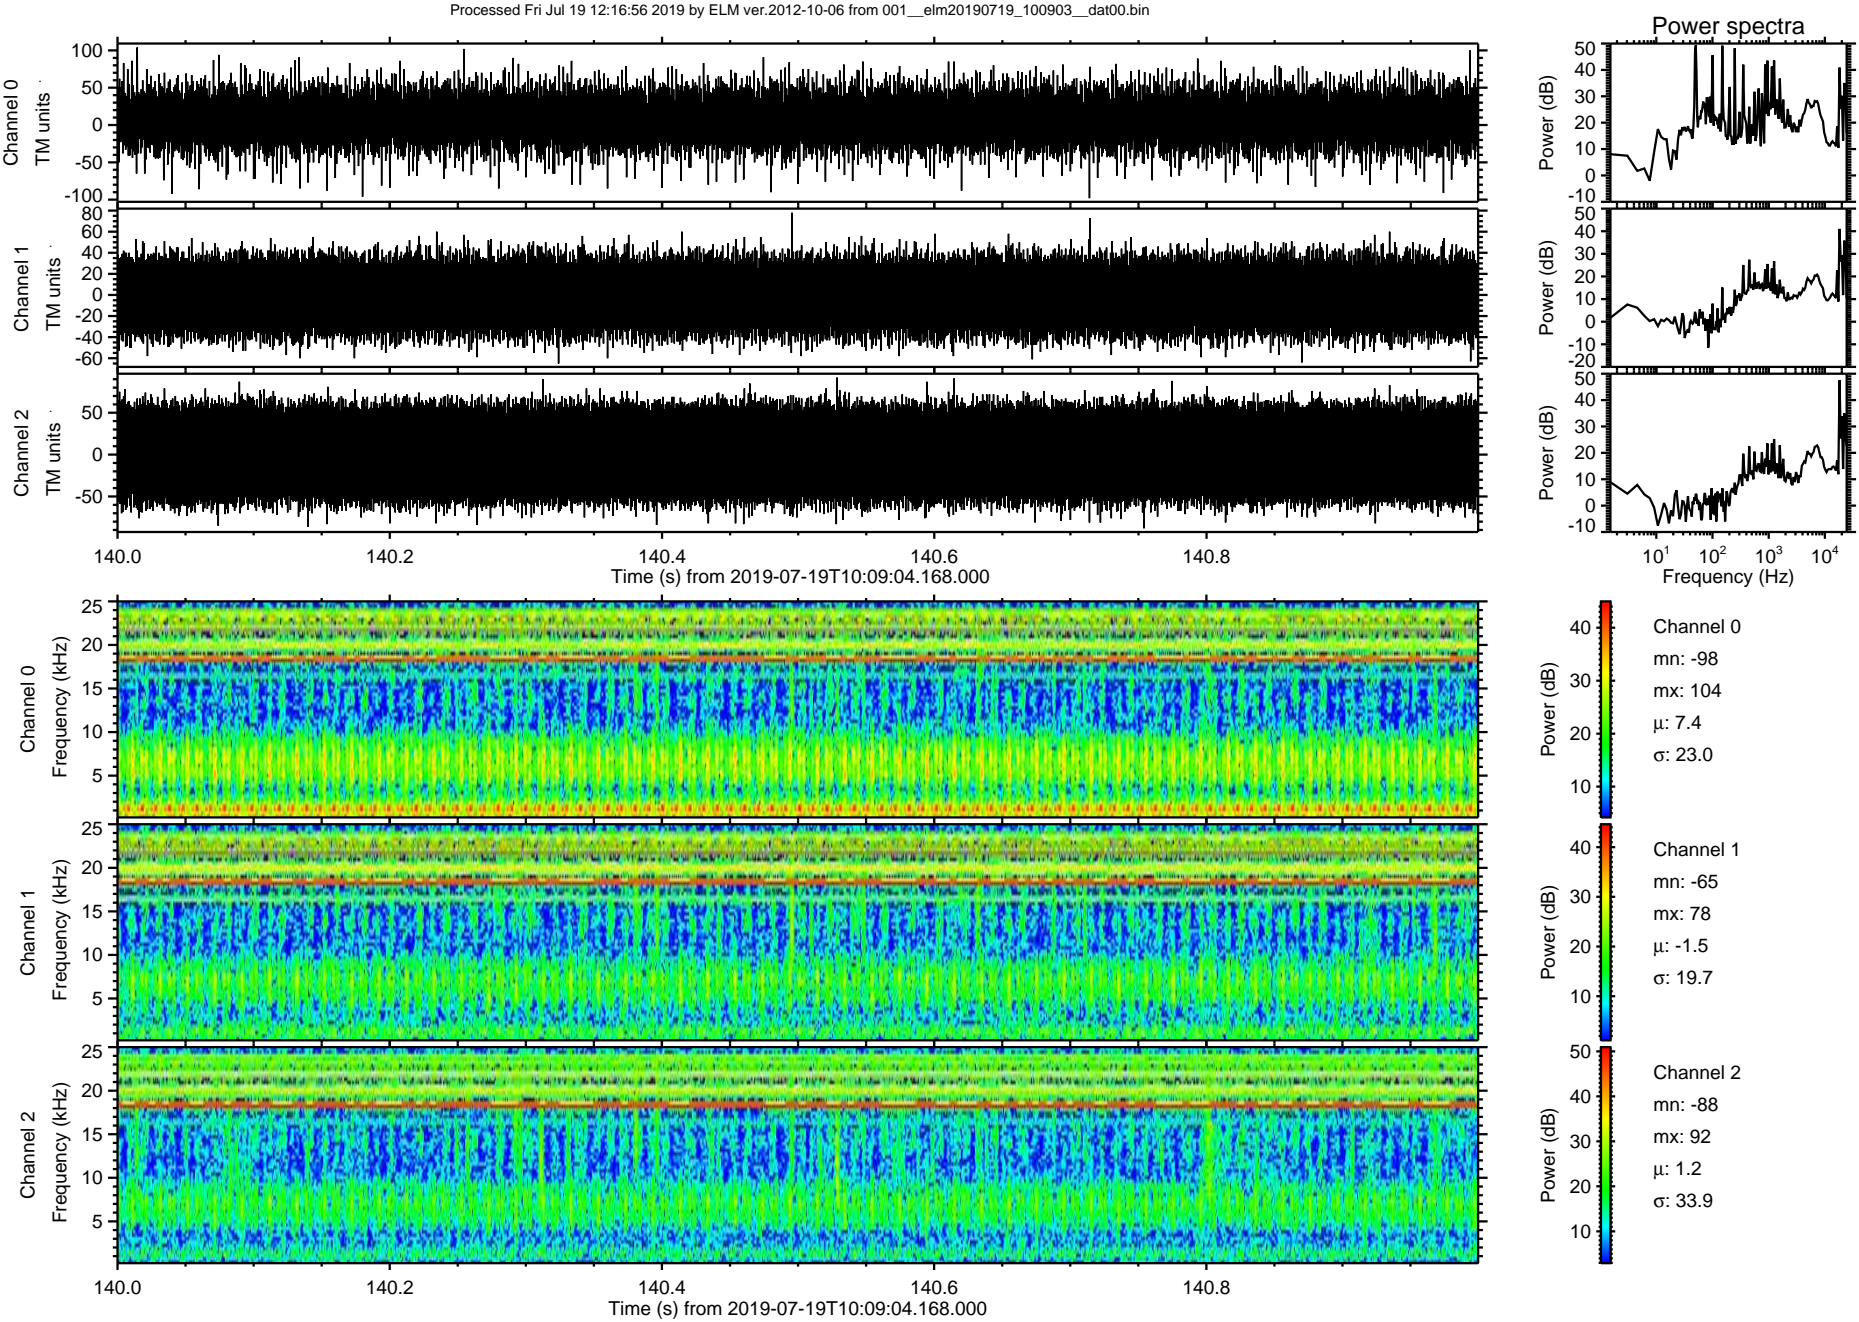 Processed Fri Jul 19 12:16:56 2019 by ELM ver.2012-10-06 from 001__elm20190719_100903__dat00.bin
Power spectra
Channel 0
TM units
100
50
0
-50
-100
Power (dB)
50
40
30
20
10
0
-10
Channel 1
TM units
80
60
40
20
0
-20
-40
-60
Power (dB)
50
40
30
20
10
0
-10
-20
Channel 2
TM units
50
0
-50
Power (dB)
50
40
30
20
10
0
-10
140.0 140.2 140.4 140.6 140.8
Time (s) from 2019-07-19T10:09:04.168.000
10^1 10^2 10^3 10^4
Frequency (Hz)
Channel 0
Frequency (kHz)
25
20
15
10
5
Power (dB)
40
30
20
10
Channel 0
mn: -98
mx: 104
μ: 7.4
σ: 23.0
Channel 1
Frequency (kHz)
25
20
15
10
5
Power (dB)
40
30
20
10
Channel 1
mn: -65
mx: 78
μ: -1.5
σ: 19.7
Channel 2
Frequency (kHz)
25
20
15
10
5
Power (dB)
50
40
30
20
10
Channel 2
mn: -88
mx: 92
μ: 1.2
σ: 33.9
140.0 140.2 140.4 140.6 140.8
Time (s) from 2019-07-19T10:09:04.168.000